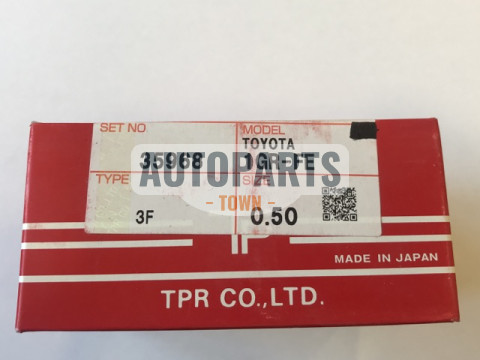 SET NO
MODEL
TOYOTA
35968
1GR-FE
AUTOPARTS
TYPE
SIZE
- TOWN -
3F
0.50
TP
MADE IN JAPAN
TPR CO.,LTD.